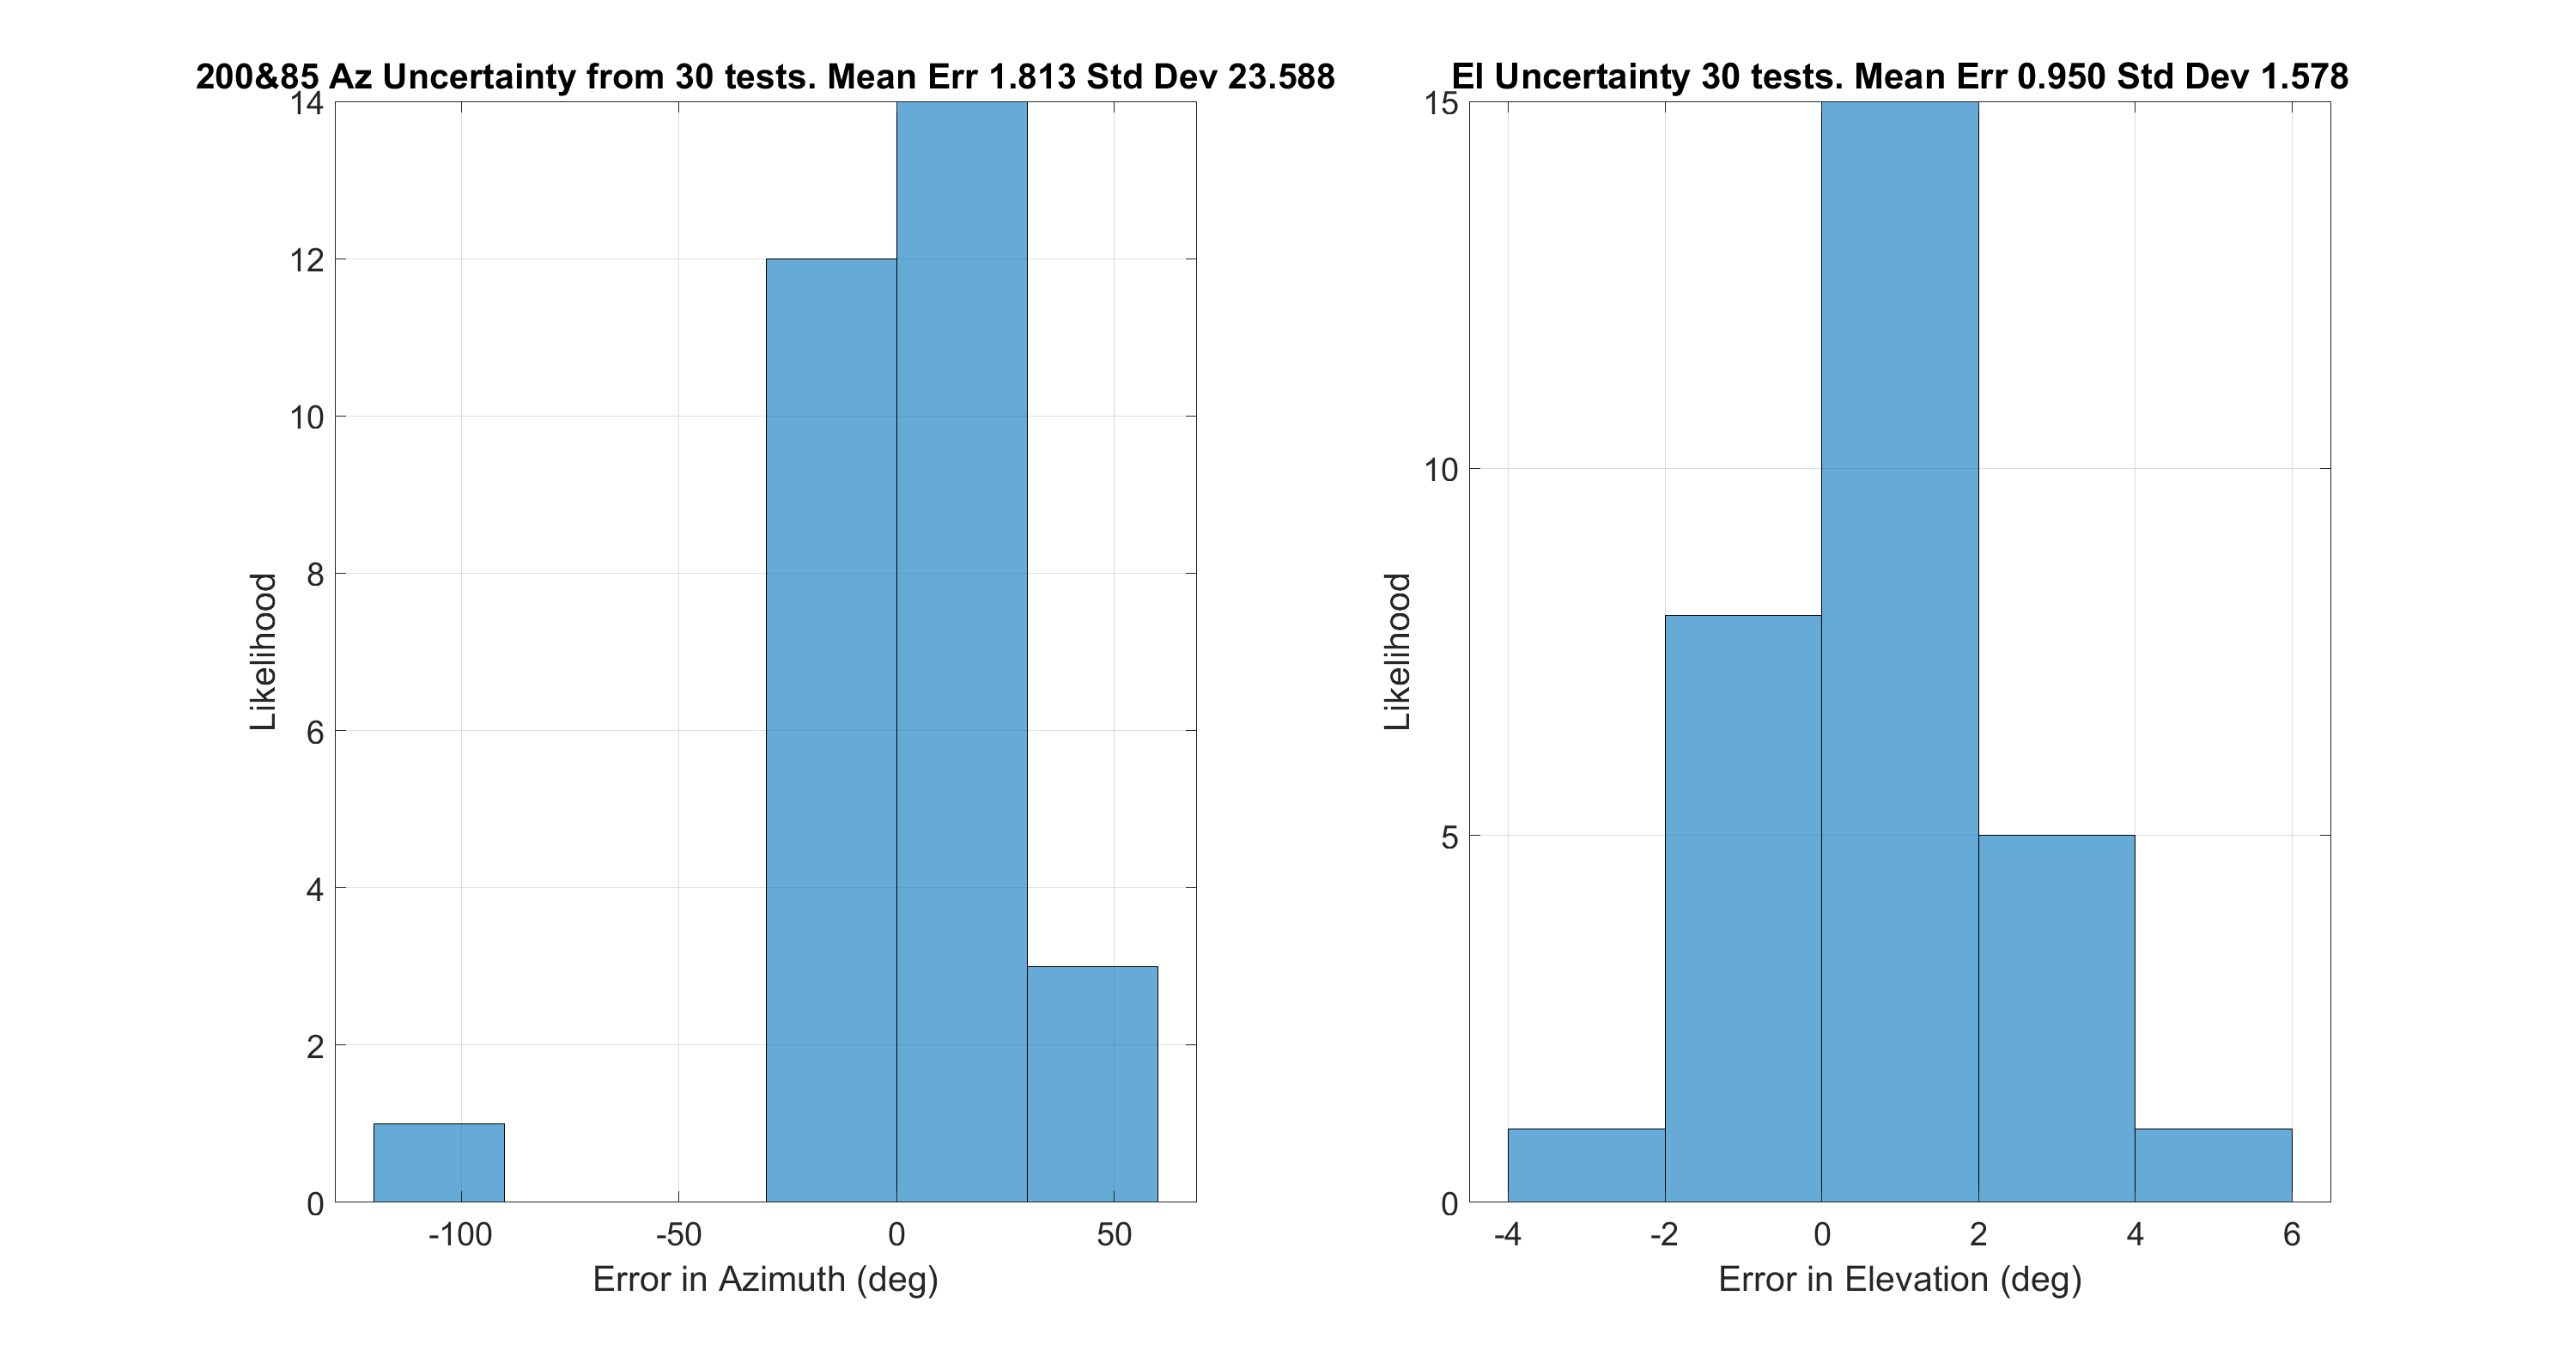 200&85 Az Uncertainty from 30 tests. Mean Err 1.813 Std Dev 23.588
14
12
10
8
6
4
2
0
Likelihood
-100 -50 0 50
Error in Azimuth (deg)
El Uncertainty 30 tests. Mean Err 0.950 Std Dev 1.578
15
10
5
0
Likelihood
-4 -2 0 2 4 6
Error in Elevation (deg)